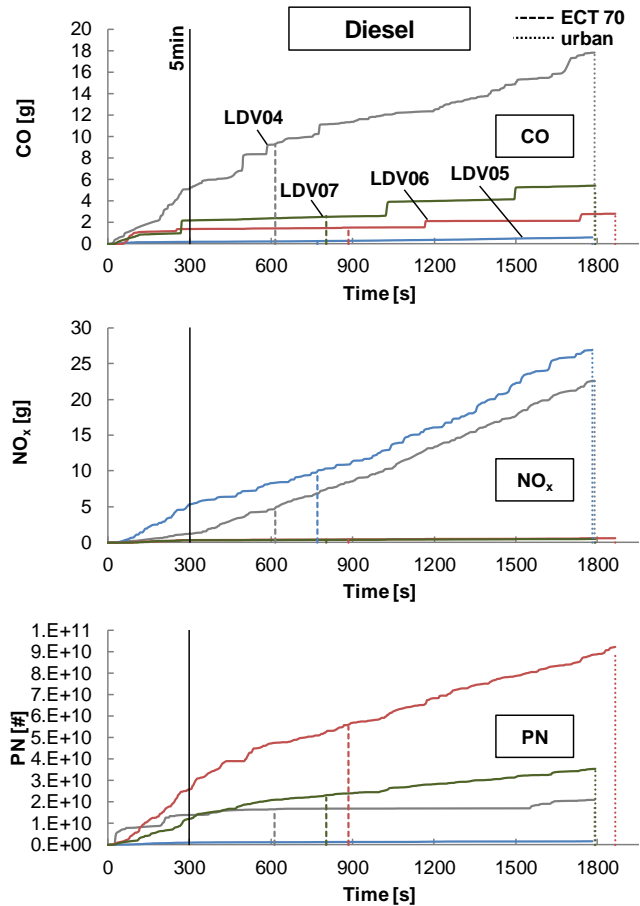 Diesel
ECT 70
urban
5min
CO [g]
20
18
16
14
12
10
8
6
4
2
0
LDV04
LDV07
LDV06
LDV05
CO
0 300 600 900 1200 1500 1800
Time [s]
NOx [g]
30
25
20
15
10
5
0
NOx
0 300 600 900 1200 1500 1800
Time [s]
PN [#]
1.E+11
9.E+10
8.E+10
7.E+10
6.E+10
5.E+10
4.E+10
3.E+10
2.E+10
1.E+10
0.E+00
PN
0 300 600 900 1200 1500 1800
Time [s]